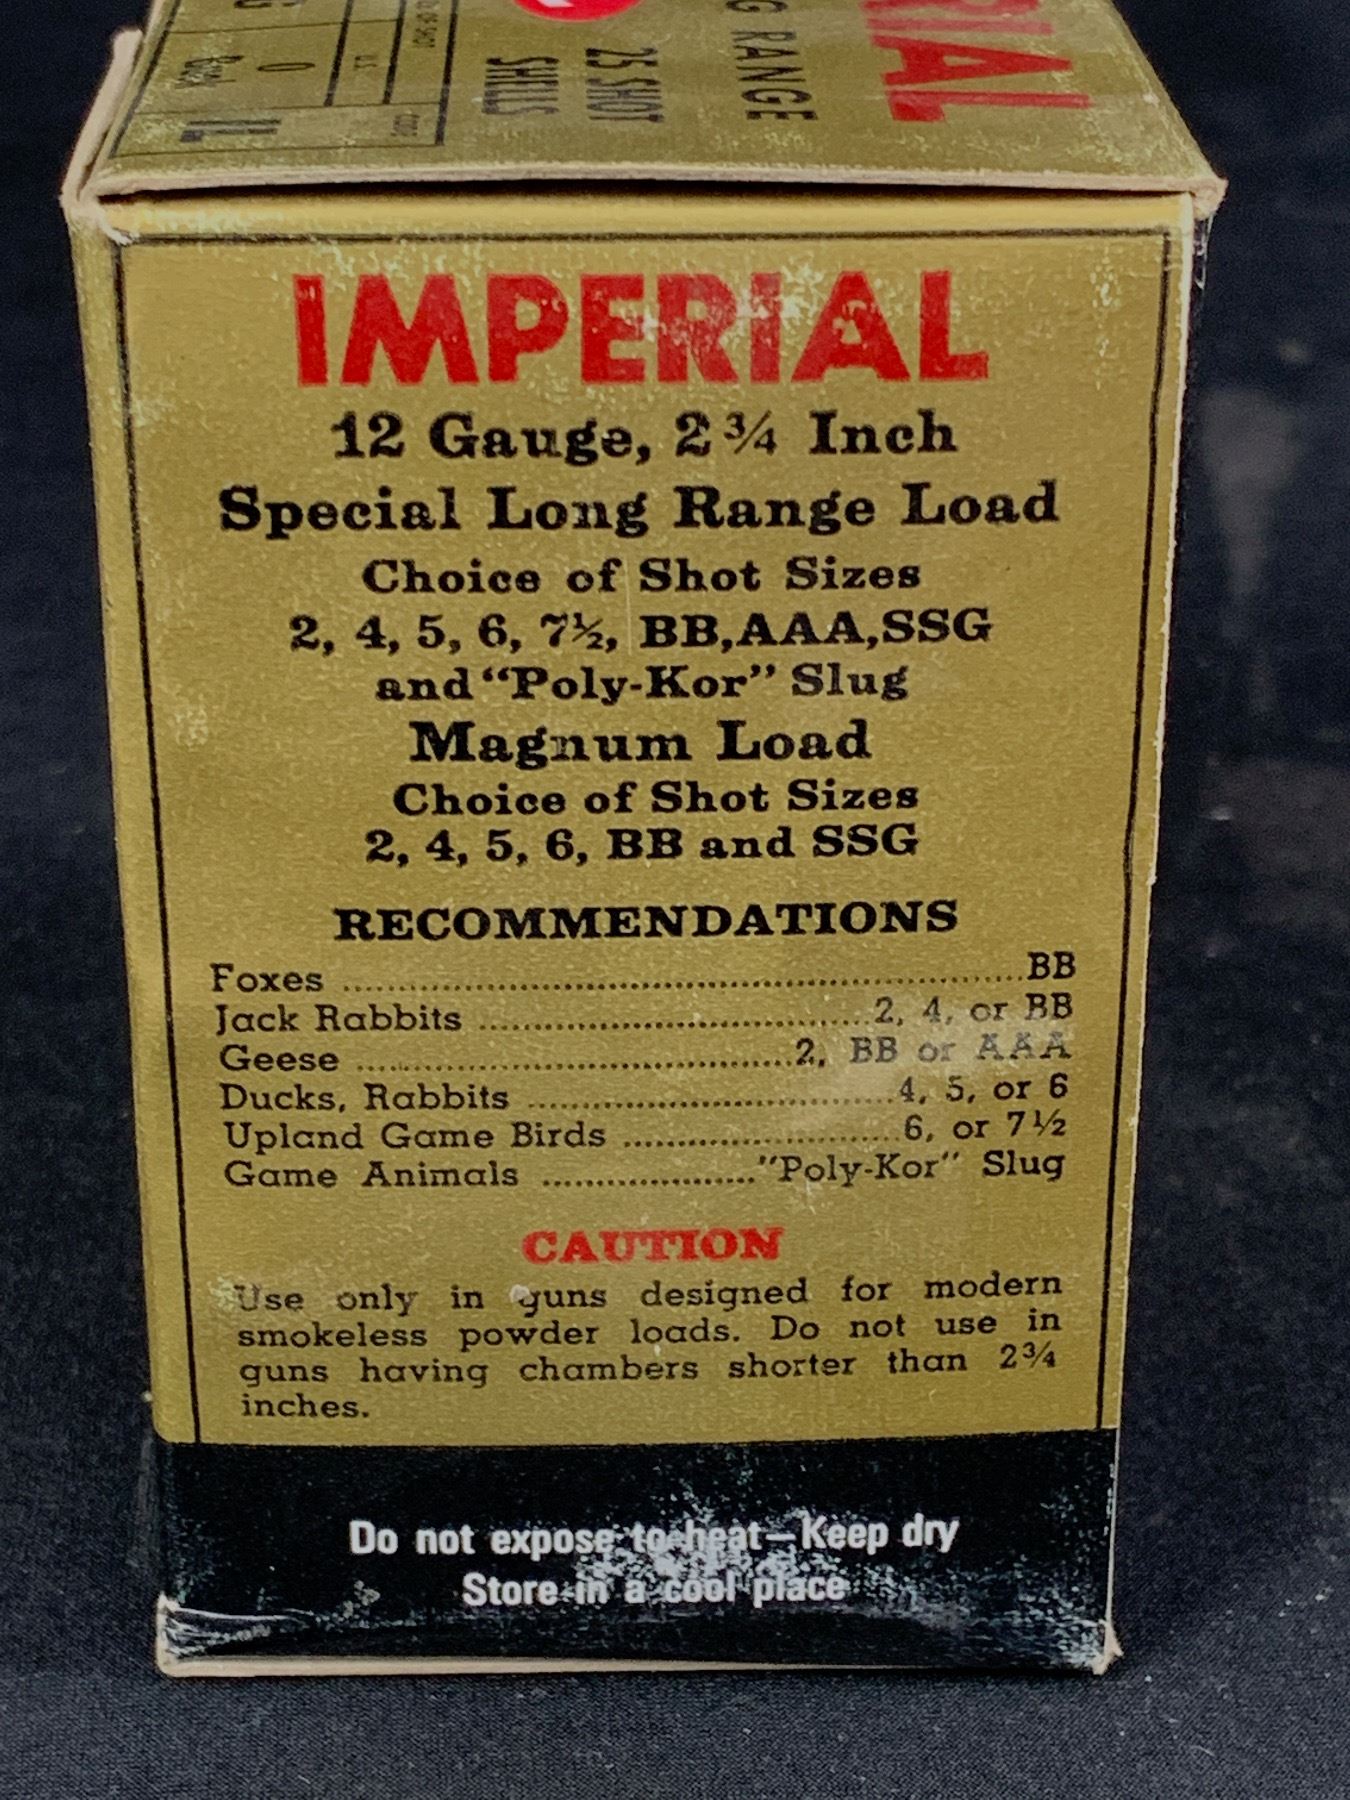 RIAL
G RANGE
25 SHOT
SHELLS
IMPERIAL
12 Gauge, 2¾ Inch
Special Long Range Load
Choice of Shot Sizes
2, 4, 5, 6, 7½, BB,AAA,SSG
and "Poly-Kor" Slug
Magnum Load
Choice of Shot Sizes
2, 4, 5, 6, BB and SSG
RECOMMENDATIONS
Foxes ........................................ BB
Jack Rabbits .............................. 2, 4, or BB
Geese .................................. 2, BB or AAA
Ducks, Rabbits ............................ 4, 5, or 6
Upland Game Birds ..................... 6, or 7½
Game Animals .................... "Poly-Kor" Slug
CAUTION
Use only in guns designed for modern
smokeless powder loads. Do not use in
guns having chambers shorter than 2¾
inches.
Do not expose to heat—Keep dry
Store in a cool place